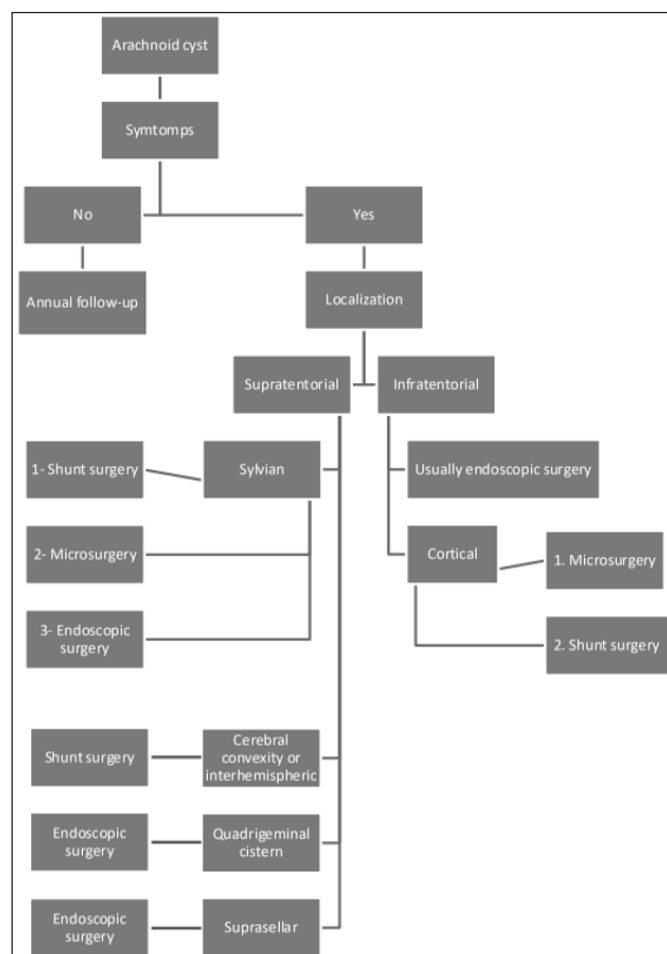 Arachnoid cyst
Symtomps
No
Yes
Annual follow-up
Localization
Supratentorial
Infratentorial
1- Shunt surgery
Sylvian
Usually endoscopic surgery
2- Microsurgery
Cortical
1. Microsurgery
3- Endoscopic
surgery
2. Shunt surgery
Shunt surgery
Cerebral
convexity or
interhemispheric
Endoscopic
surgery
Quadrigeminal
cistern
Endoscopic
surgery
Suprasellar